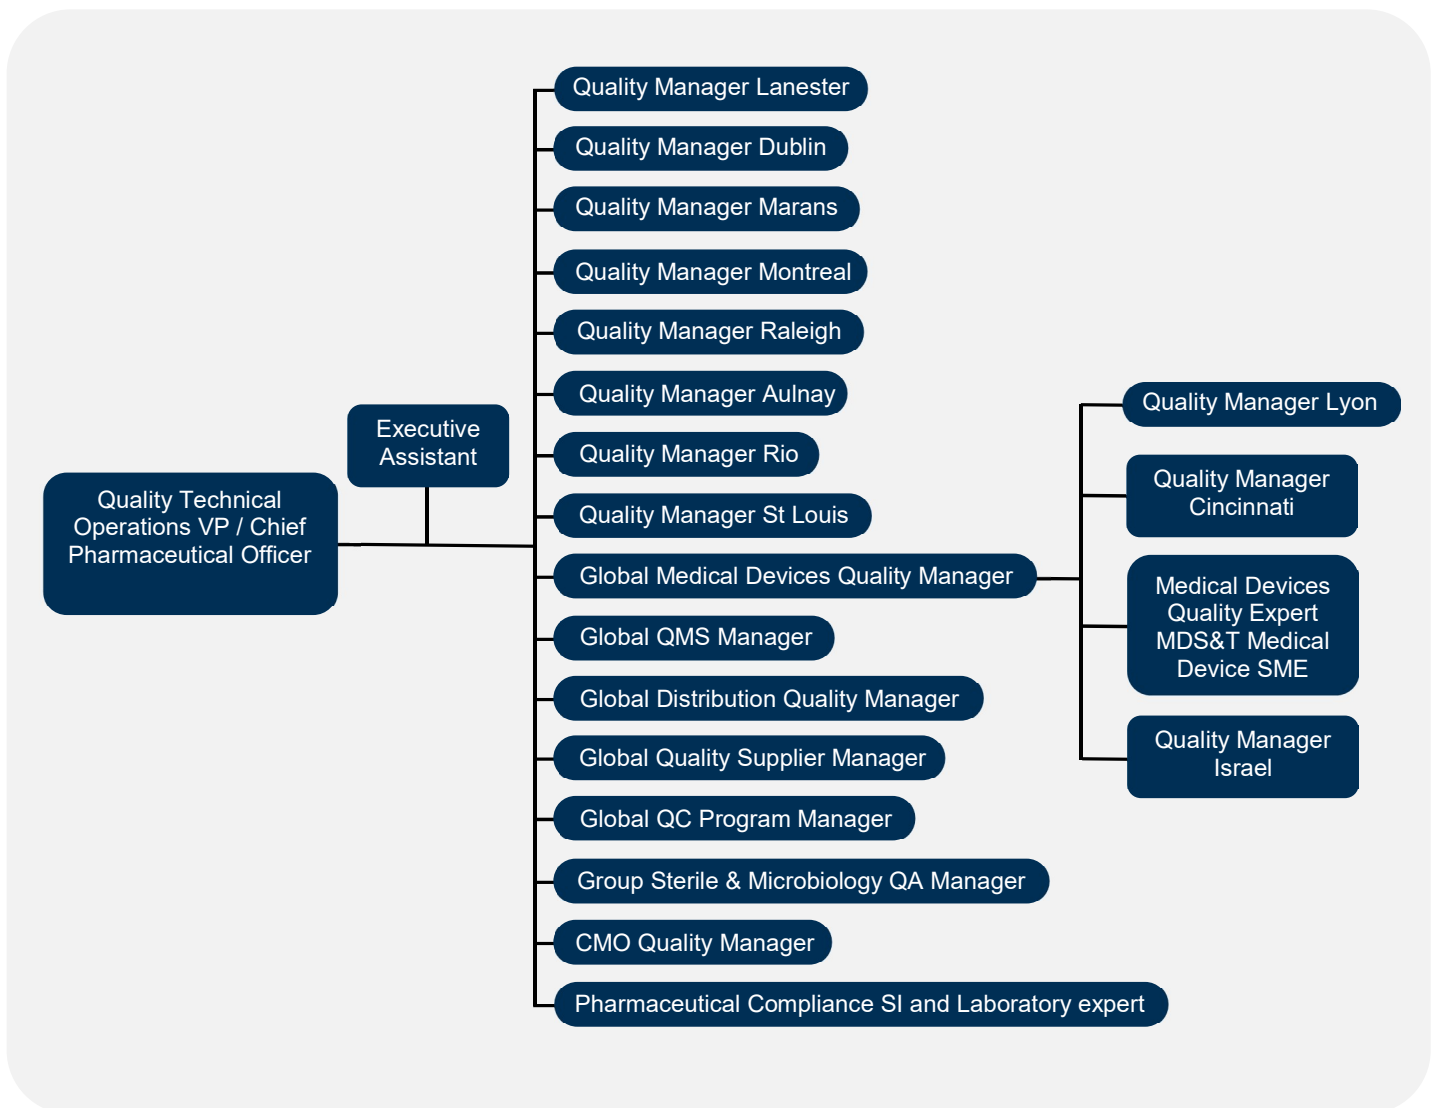 Quality Manager Lanester
Quality Manager Dublin
Quality Manager Marans
Quality Manager Montreal
Quality Manager Raleigh
Quality Manager Aulnay
Quality Manager Rio
Quality Manager St Louis
Global Medical Devices Quality Manager
Global QMS Manager
Global Distribution Quality Manager
Global Quality Supplier Manager
Global QC Program Manager
Group Sterile & Microbiology QA Manager
CMO Quality Manager
Pharmaceutical Compliance SI and Laboratory expert
Executive
Assistant
Quality Technical
Operations VP / Chief
Pharmaceutical Officer
Quality Manager Lyon
Quality Manager
Cincinnati
Medical Devices
Quality Expert
MDS&T Medical
Device SME
Quality Manager
Israel